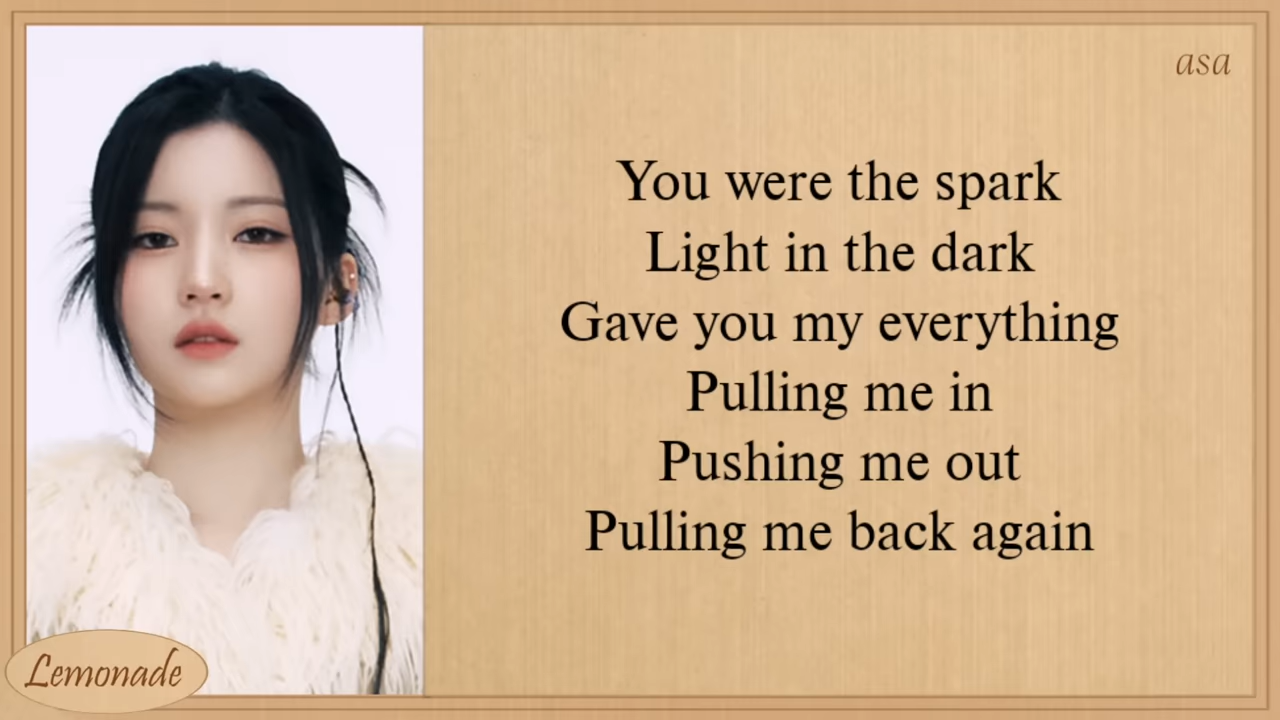 asa
You were the spark
Light in the dark
Gave you my everything
Pulling me in
Pushing me out
Pulling me back again
Lemonade